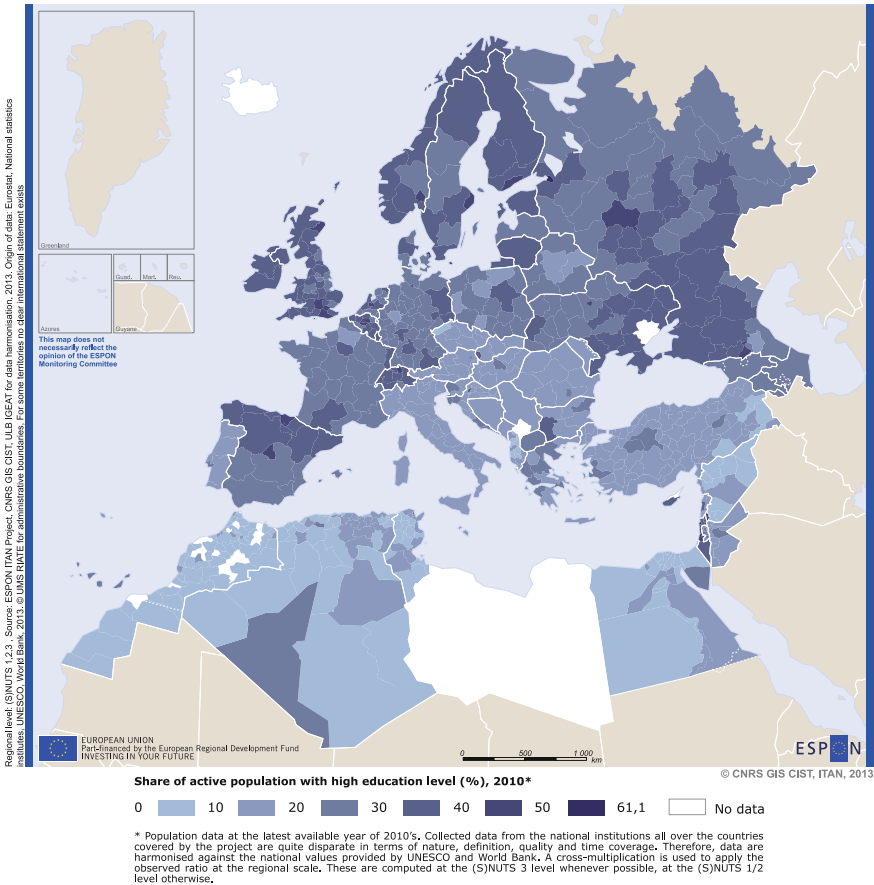 Regional level: (S)NUTS 1,2,3 . Source: ESPON ITAN Project, CNRS GIS CIST, ULB IGEAT for data harmonisation, 2013. Origin of data: Eurostat, National statistics
institutes, UNESCO, World Bank, 2013. © UMS RIATE for administrative boundaries, For some territories no clear international statement exists
Greenland
Guad. Mart. Reu.
Azores
Guyane
This map does not
necessarily reflect the
opinion of the ESPON
Monitoring Committee
EUROPEAN UNION
Part-financed by the European Regional Development Fund
INVESTING IN YOUR FUTURE
0 500 1 000
km
ESPON
© CNRS GIS CIST, ITAN, 2013
Share of active population with high education level (%), 2010*
0 10 20 30 40 50 61,1 No data
* Population data at the latest available year of 2010's. Collected data from the national institutions all over the countries
covered by the project are quite disparate in terms of nature, definition, quality and time coverage. Therefore, data are
harmonised against the national values provided by UNESCO and World Bank. A cross-multiplication is used to apply the
observed ratio at the regional scale. These are computed at the (S)NUTS 3 level whenever possible, at the (S)NUTS 1/2
level otherwise.